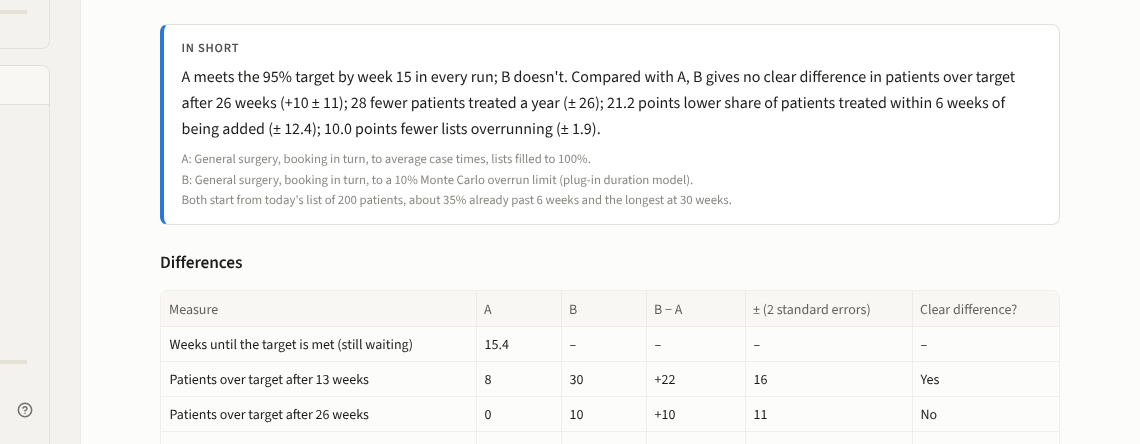 IN SHORT
A meets the 95% target by week 15 in every run; B doesn't. Compared with A, B gives no clear difference in patients over target
after 26 weeks (+10 ± 11); 28 fewer patients treated a year (± 26); 21.2 points lower share of patients treated within 6 weeks of
being added (± 12.4); 10.0 points fewer lists overrunning (± 1.9).
A: General surgery, booking in turn, to average case times, lists filled to 100%.
B: General surgery, booking in turn, to a 10% Monte Carlo overrun limit (plug-in duration model).
Both start from today's list of 200 patients, about 35% already past 6 weeks and the longest at 30 weeks.
Differences
Measure A B B − A ± (2 standard errors) Clear difference?
Weeks until the target is met (still waiting) 15.4 – – – –
Patients over target after 13 weeks 8 30 +22 16 Yes
Patients over target after 26 weeks 0 10 +10 11 No